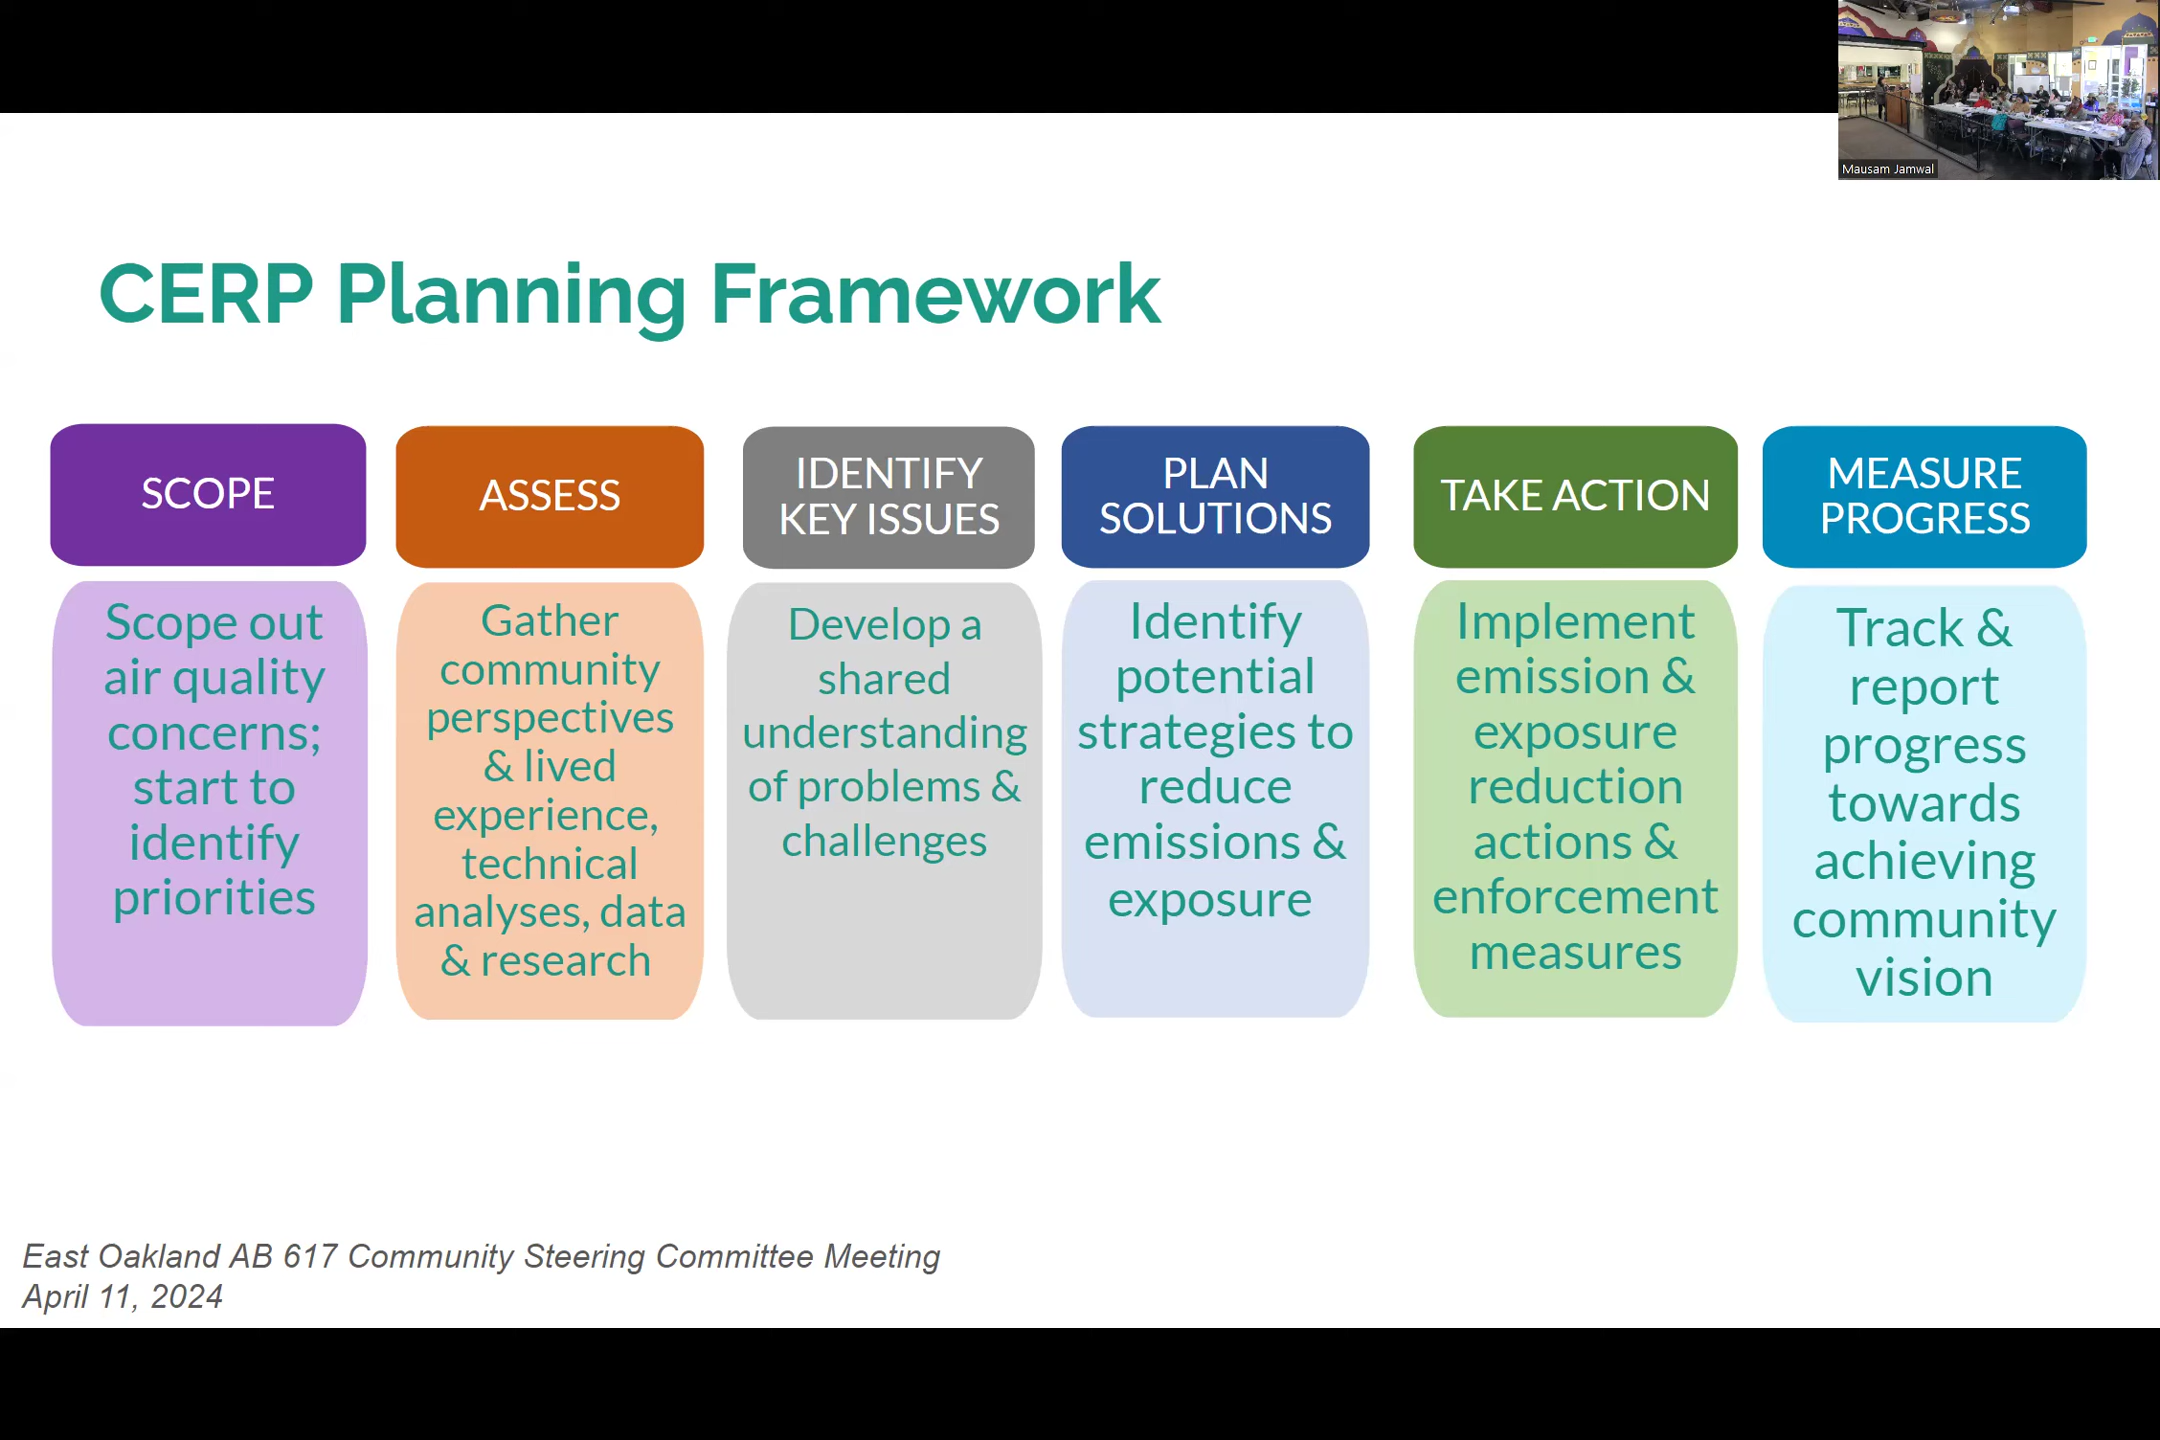 Mausam Jamwal
CERP Planning Framework
SCOPE
Scope out
air quality
concerns;
start to
identify
priorities
ASSESS
Gather
community
perspectives
& lived
experience,
technical
analyses, data
& research
IDENTIFY
KEY ISSUES
Develop a
shared
understanding
of problems &
challenges
PLAN
SOLUTIONS
Identify
potential
strategies to
reduce
emissions &
exposure
TAKE ACTION
Implement
emission &
exposure
reduction
actions &
enforcement
measures
MEASURE
PROGRESS
Track &
report
progress
towards
achieving
community
vision
East Oakland AB 617 Community Steering Committee Meeting
April 11, 2024